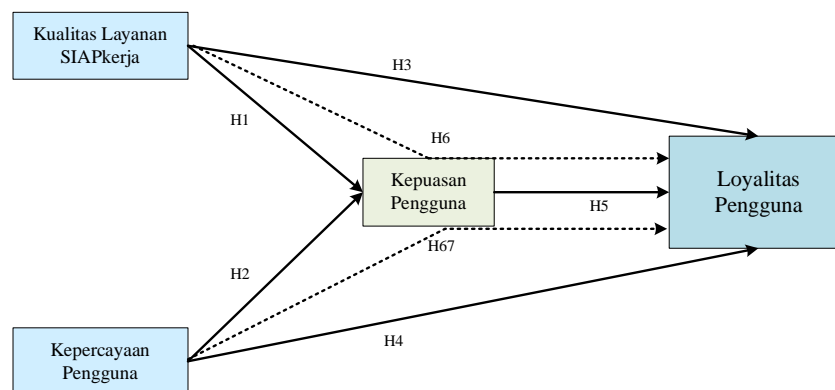 Kualitas Layanan
SIAPkerja
H3
H1
H6
Kepuasan
Pengguna
Loyalitas
Pengguna
H5
H67
H2
H4
Kepercayaan
Pengguna